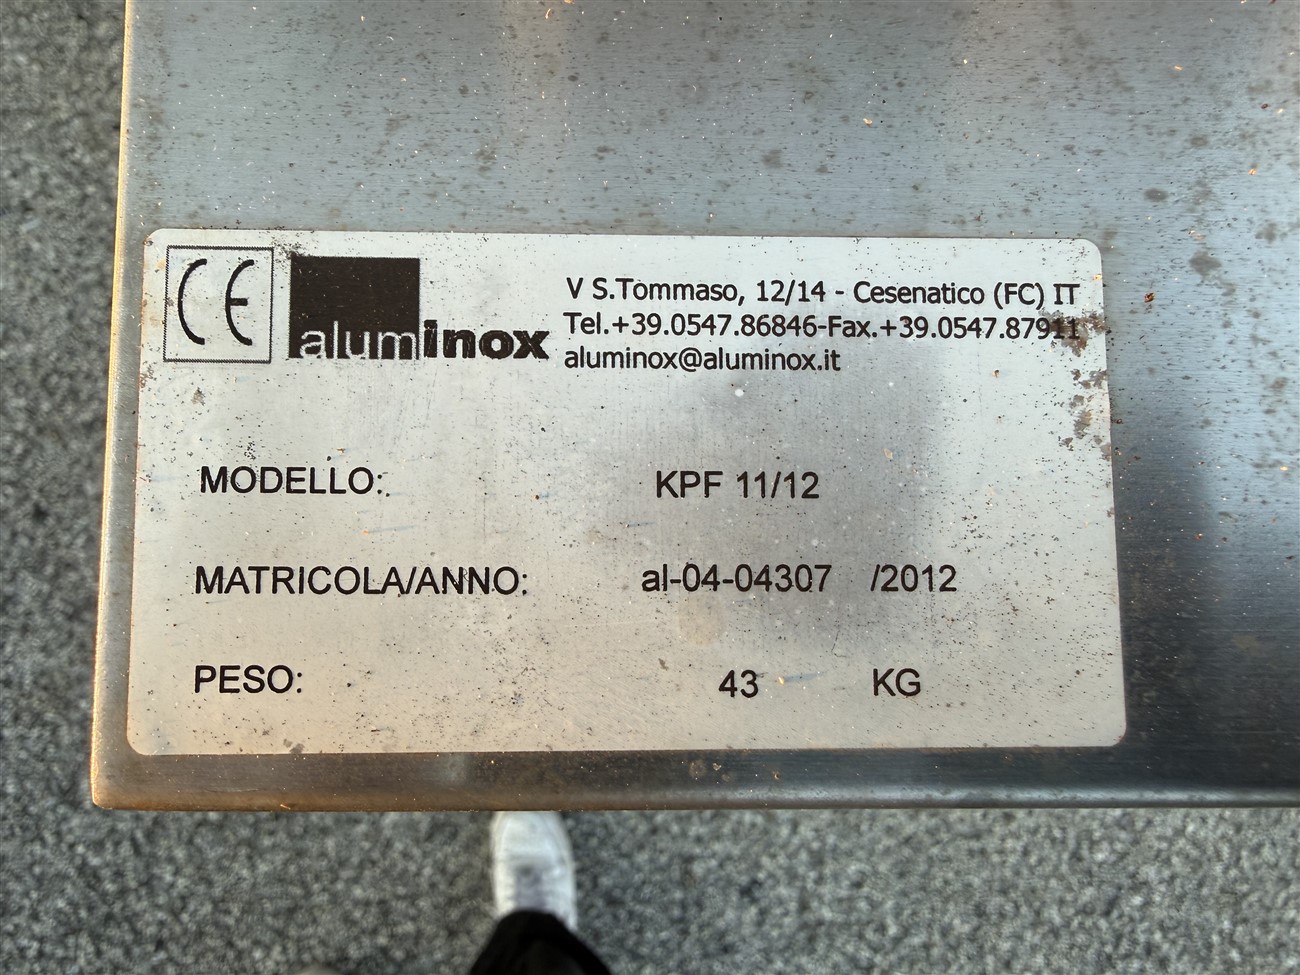 CE
aluminox
V S.Tommaso, 12/14 - Cesenatico (FC) IT
Tel.+39.0547.86846-Fax.+39.0547.87911
aluminox@aluminox.it
MODELLO: KPF 11/12
MATRICOLA/ANNO: al-04-04307 /2012
PESO: 43 KG